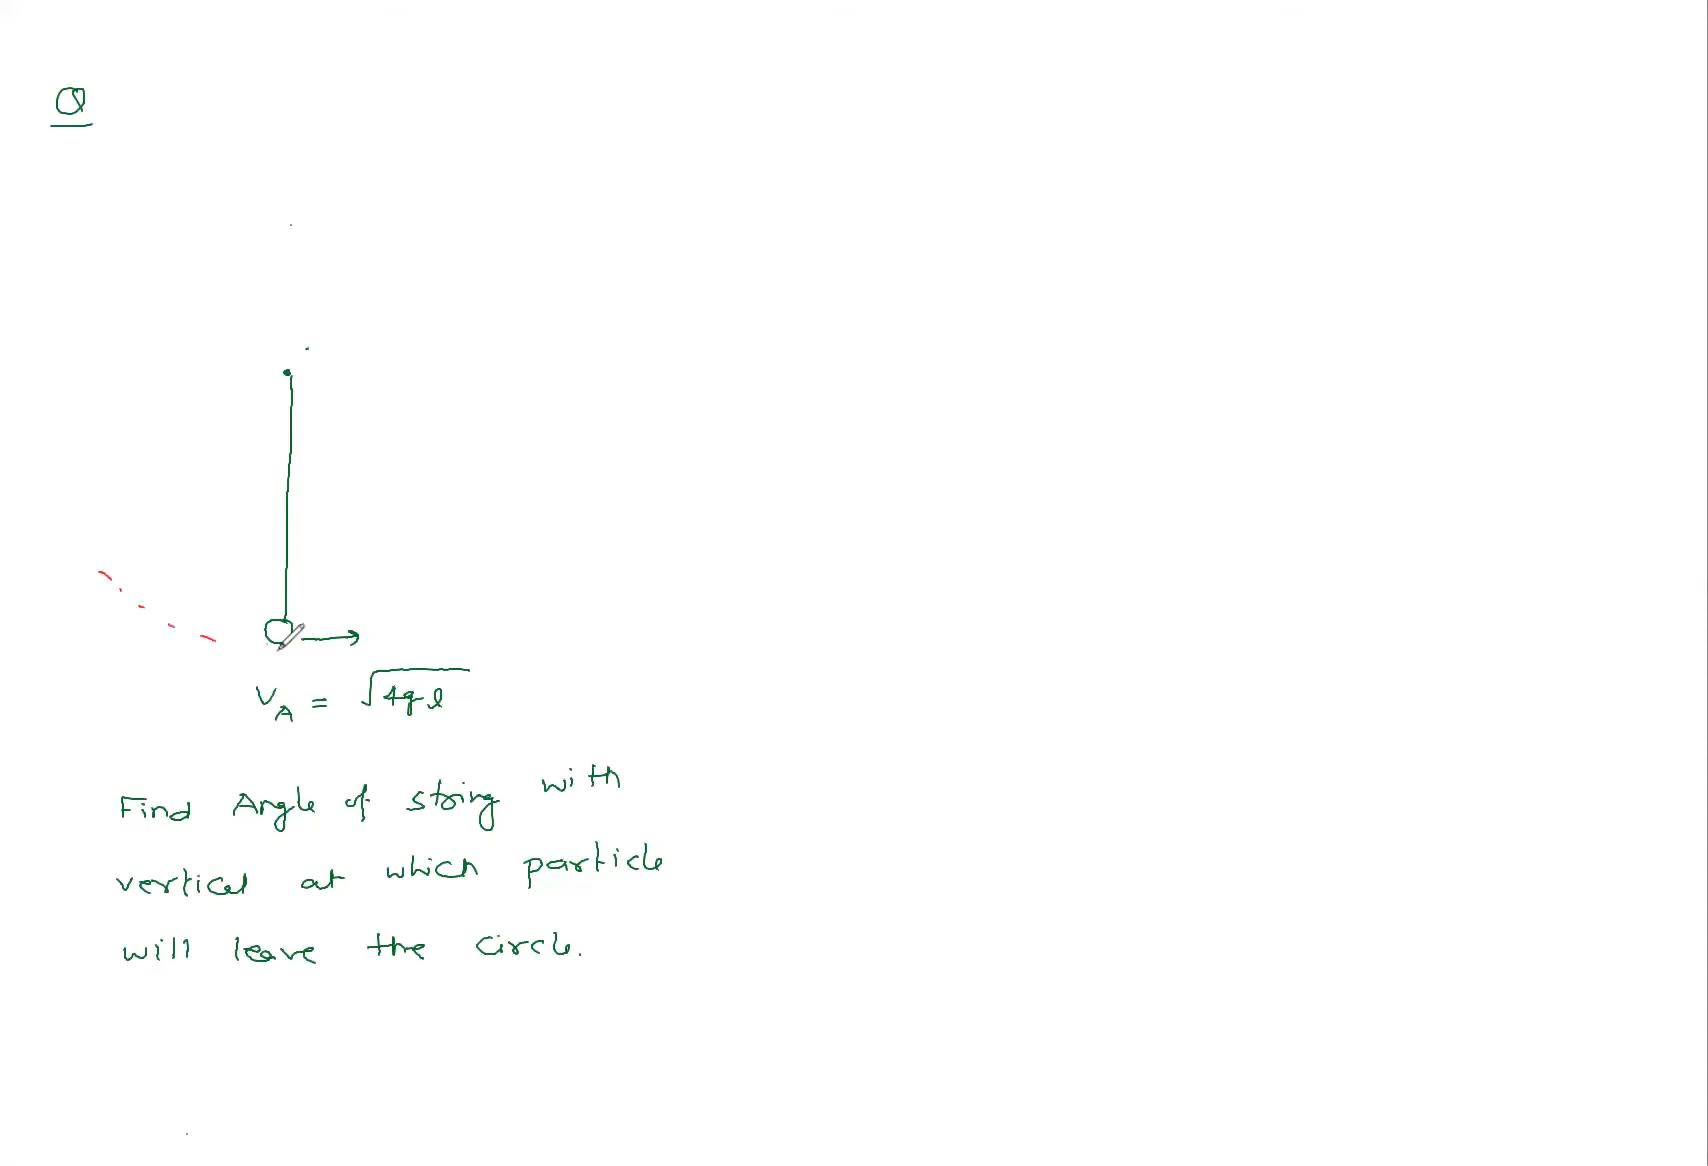 Q
V_A = √4gl
Find Angle of string with
vertical at which particle
will leave the circle.